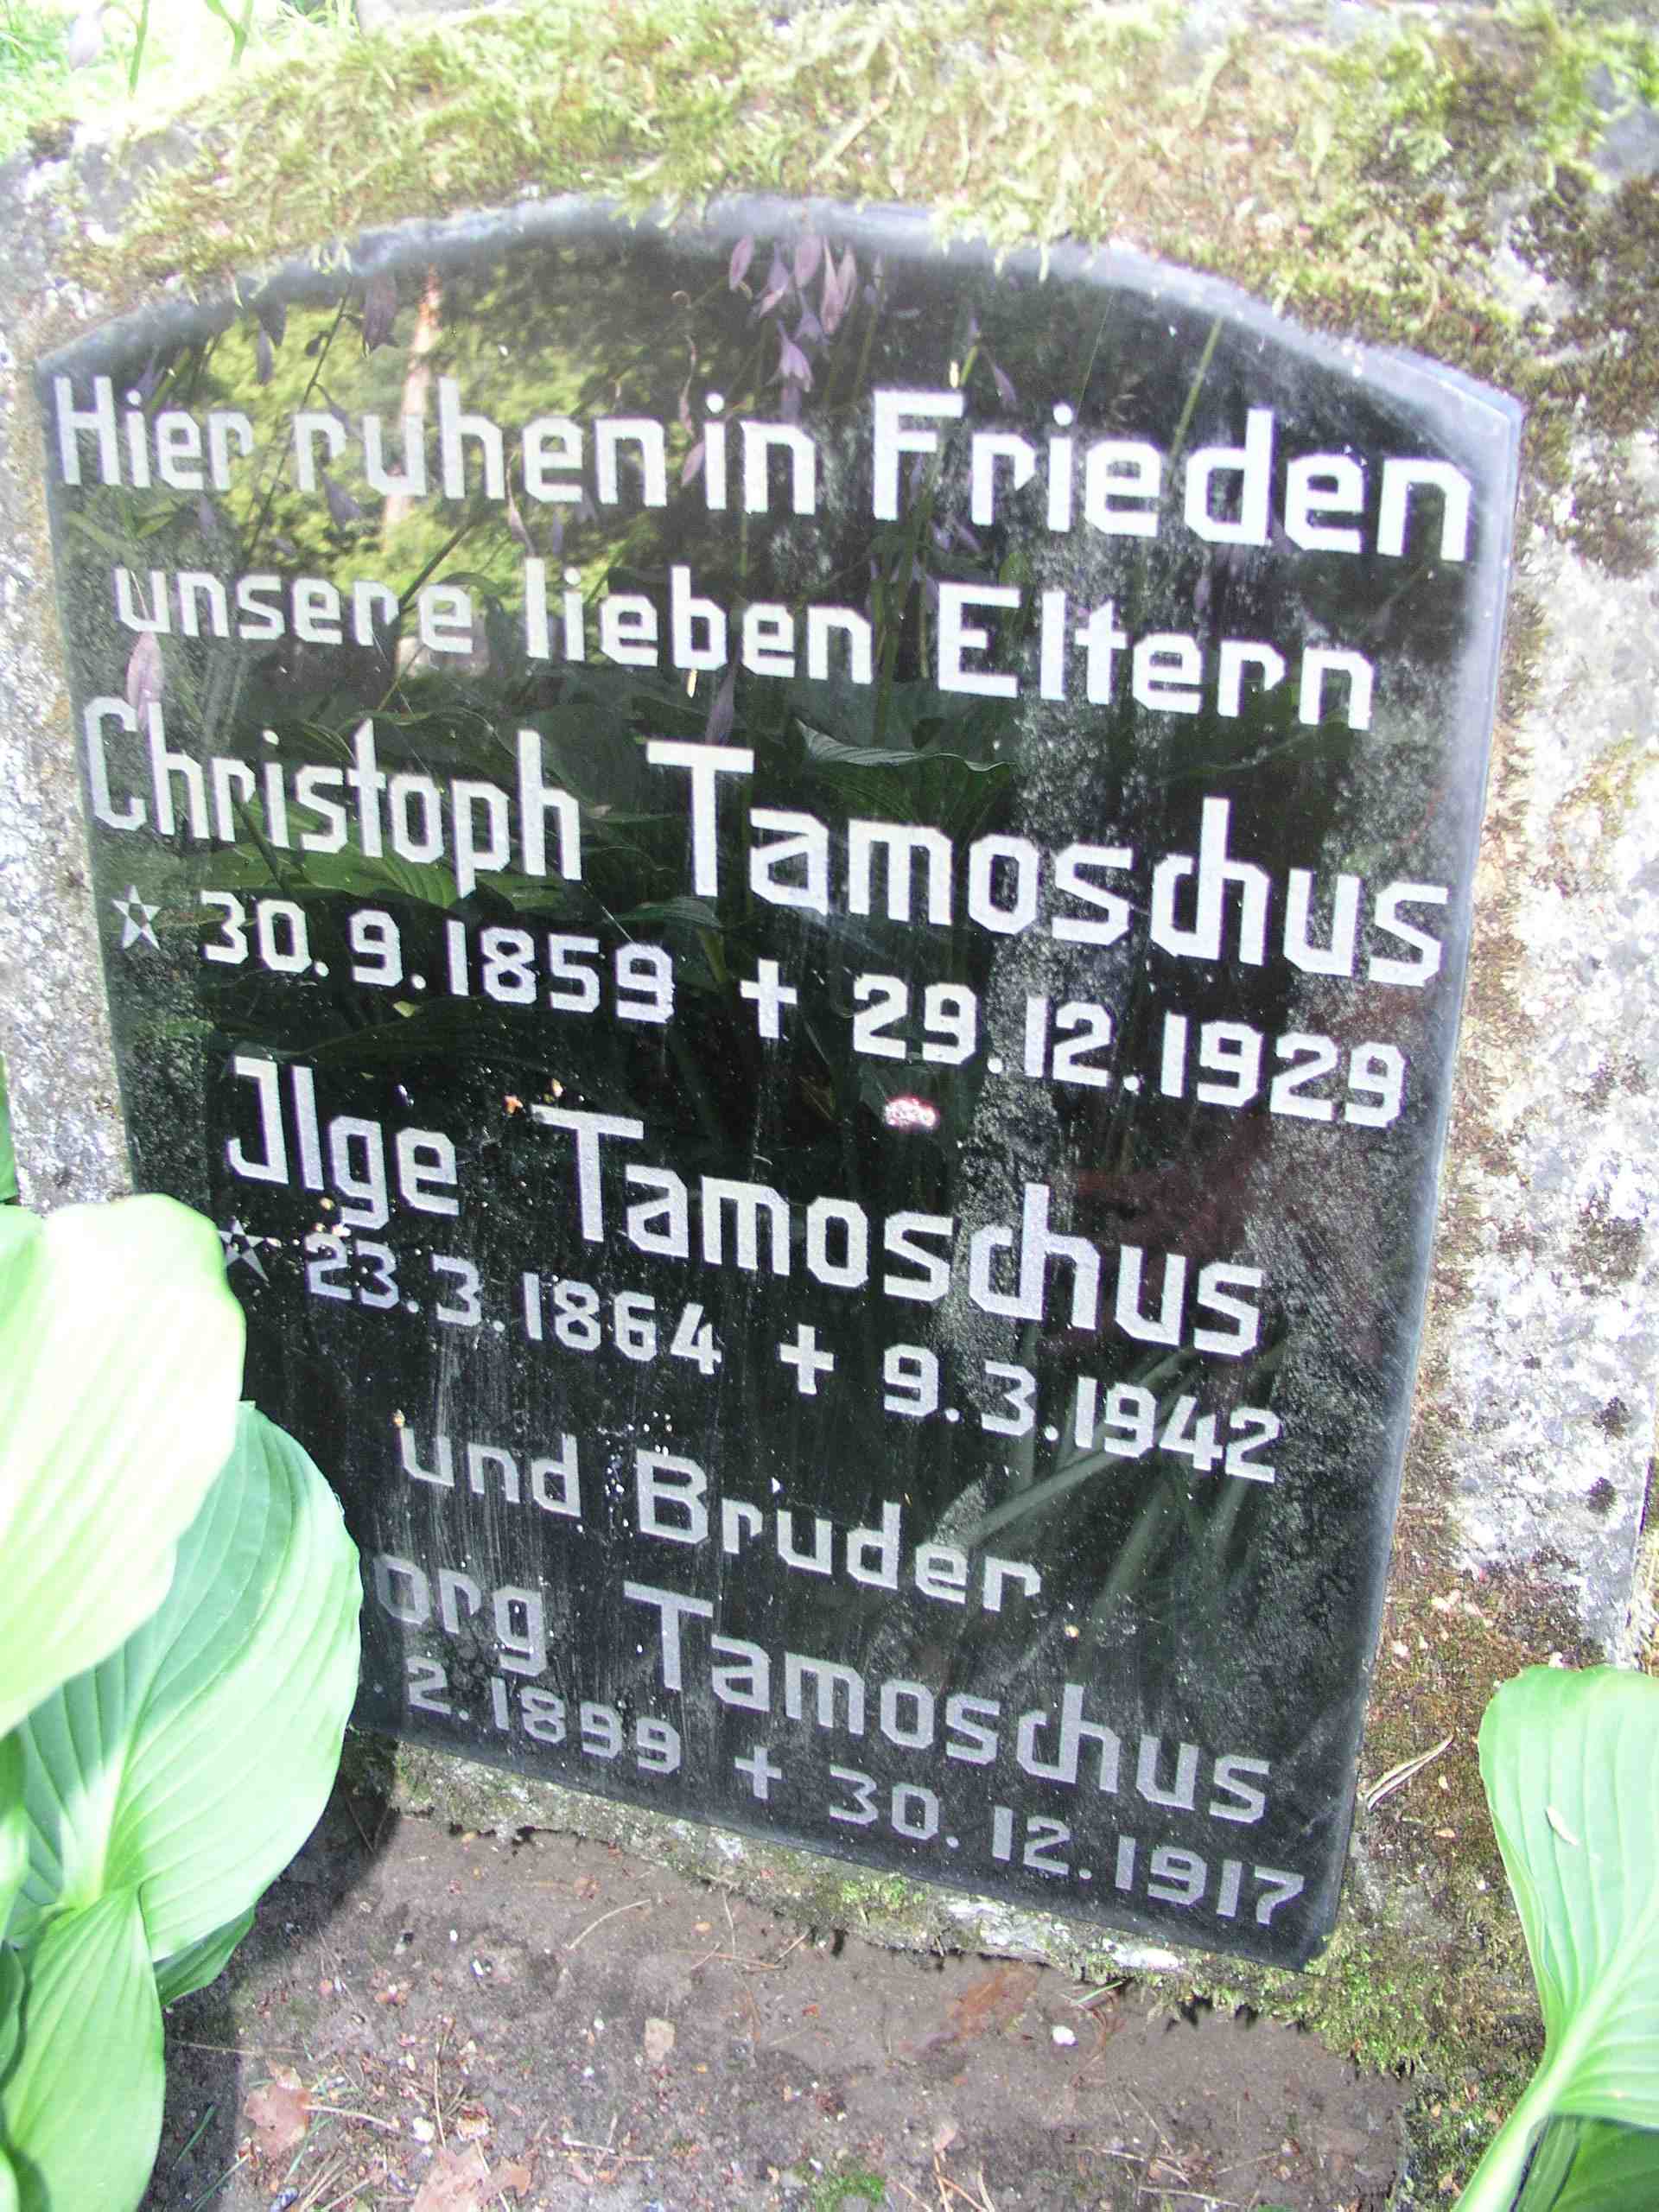 Hier ruhen in Frieden
unsere lieben Eltern
Christoph Tamoschus
* 30.9.1859 + 29.12.1929
Ilge Tamoschus
* 23.3.1864 + 9.3.1942
und Bruder
org Tamoschus
. 2.1899 + 30.12.1917